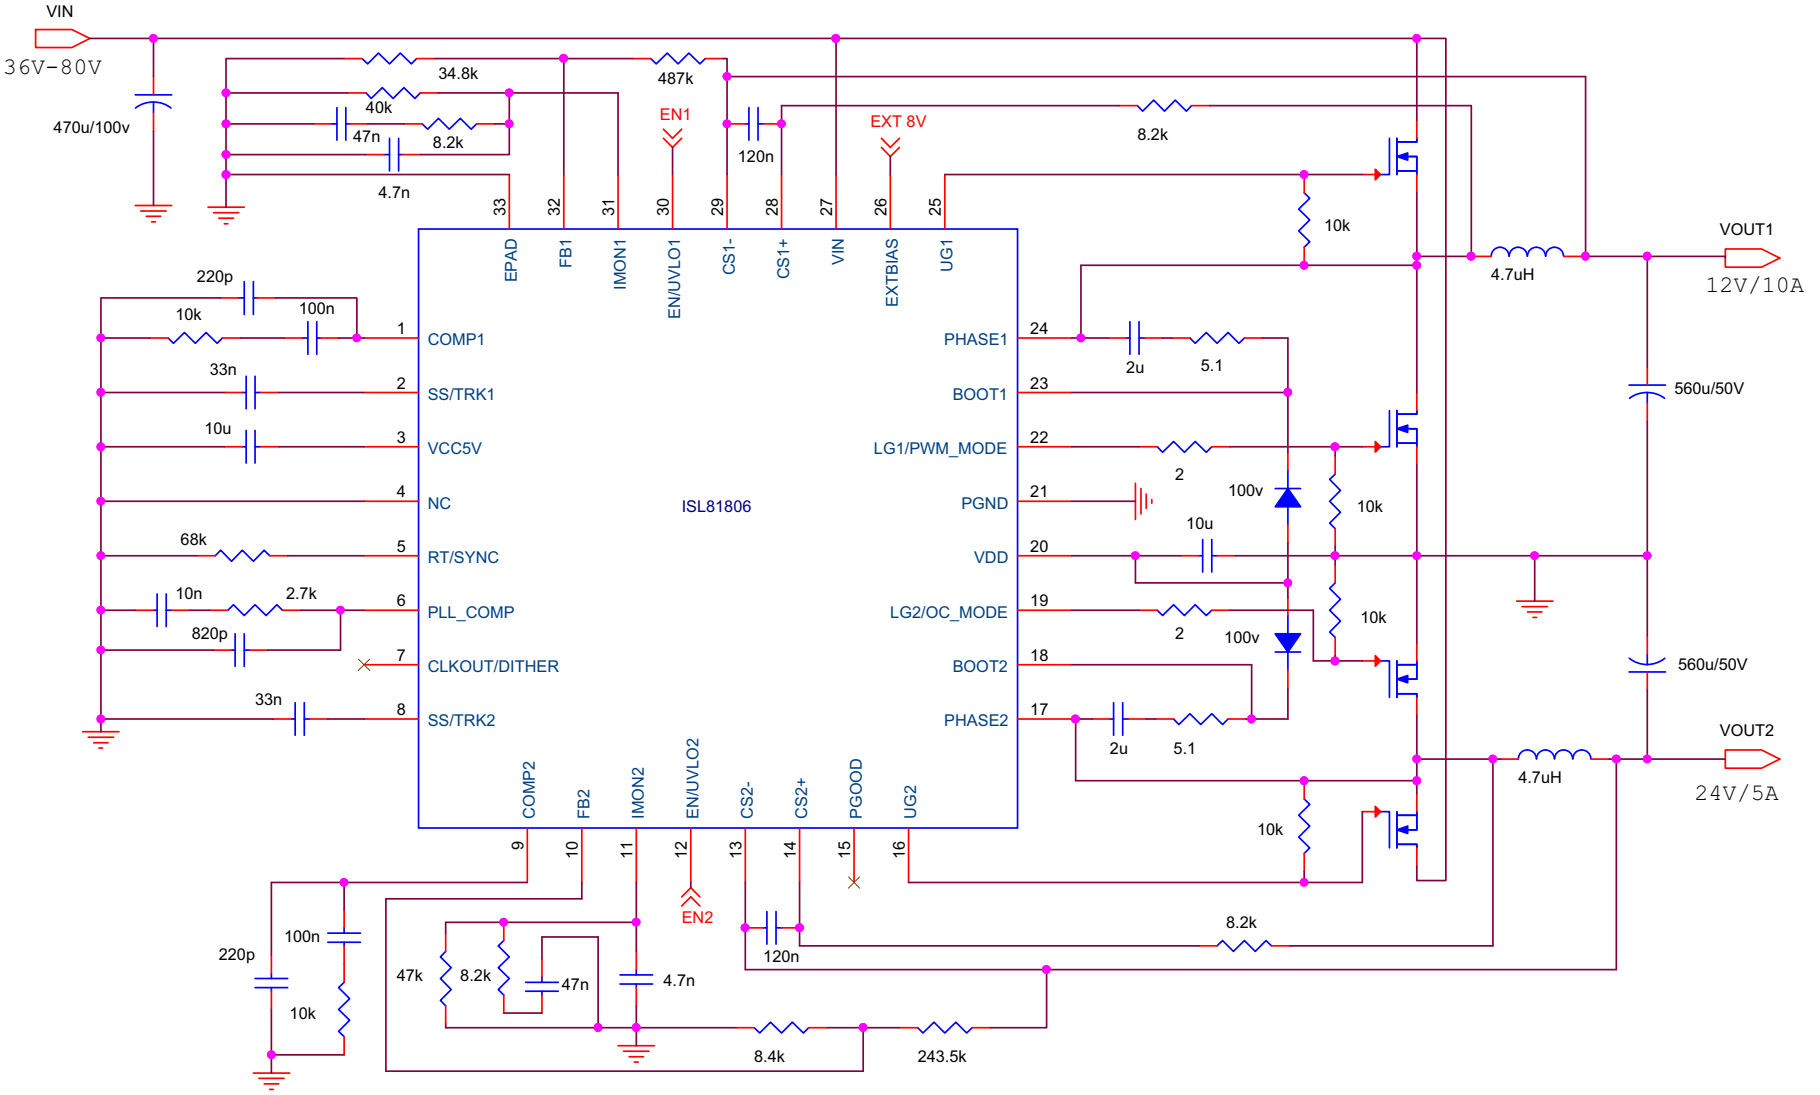 VIN
36V-80V
470u/100v
34.8k
487k
40k
47n
8.2k
4.7n
EN1
120n
EXT 8V
8.2k
10k
VOUT1
12V/10A
4.7uH
33
32
31
30
29
28
27
26
25
EPAD
FB1
IMON1
EN/UVLO1
CS1-
CS1+
VIN
EXTBIAS
UG1
220p
10k
100n
1
COMP1
33n
2
SS/TRK1
10u
3
VCC5V
4
NC
68k
5
RT/SYNC
10n
2.7k
6
PLL_COMP
820p
7
CLKOUT/DITHER
33n
8
SS/TRK2
ISL81806
PHASE1
24
2u
5.1
BOOT1
23
LG1/PWM_MODE
22
2
100v
10k
560u/50V
PGND
21
10u
VDD
20
LG2/OC_MODE
19
2
100v
10k
560u/50V
BOOT2
18
PHASE2
17
2u
5.1
VOUT2
24V/5A
4.7uH
10k
COMP2
FB2
IMON2
EN/UVLO2
CS2-
CS2+
PGOOD
UG2
9
10
11
12
13
14
15
16
EN2
220p
100n
10k
47k
8.2k
47n
4.7n
120n
8.2k
8.4k
243.5k